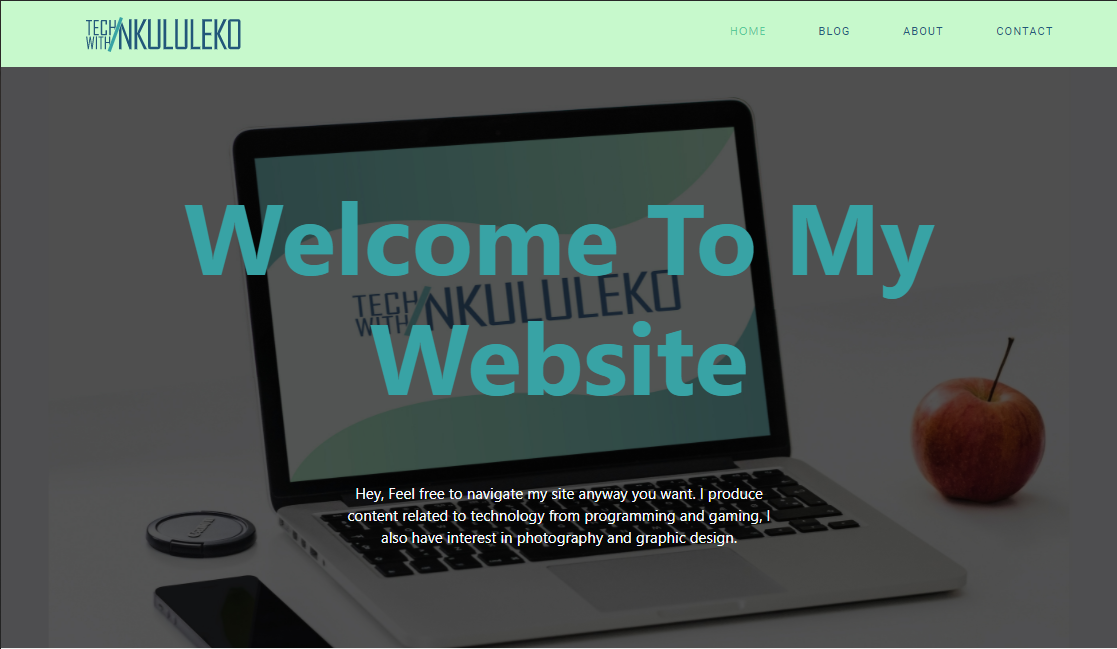 TECH WITH NKULULEKO
HOME BLOG ABOUT CONTACT
Welcome To My
TECH WITH NKULULEKO
Website
Hey, Feel free to navigate my site anyway you want. I produce
content related to technology from programming and gaming, I
also have interest in photography and graphic design.